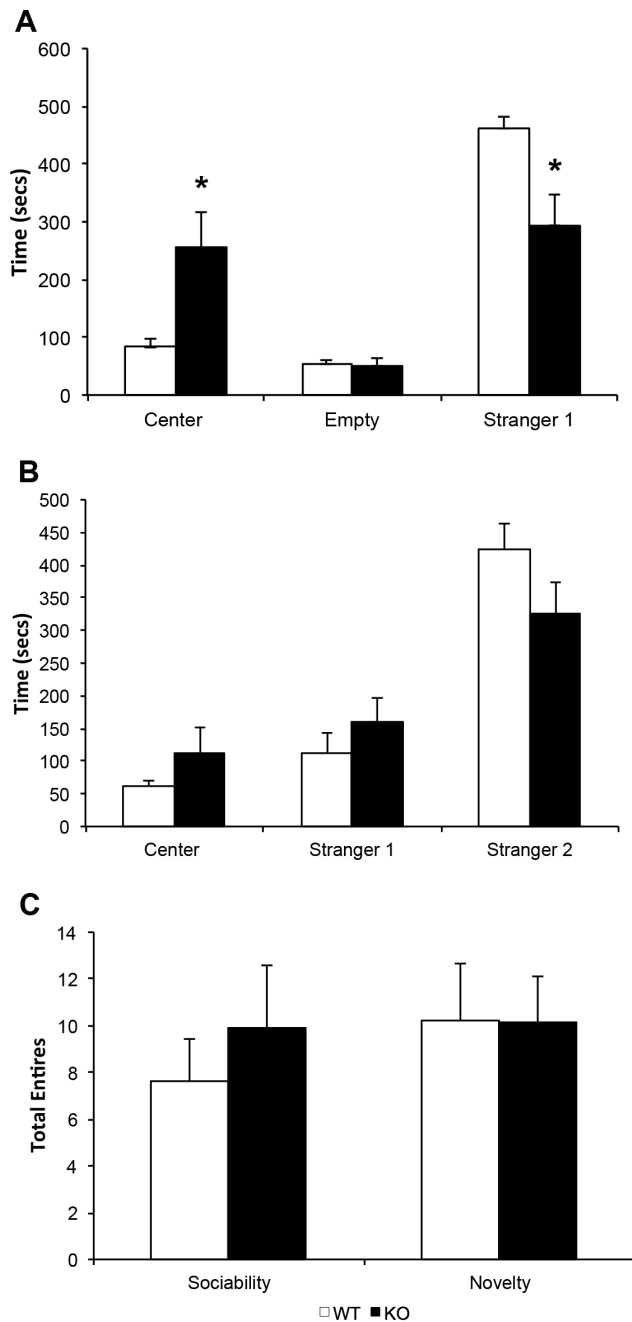 A
600
500
400
300
200
100
0
Time (secs)
*
*
Center Empty Stranger 1
B
500
450
400
350
300
250
200
150
100
50
0
Time (secs)
Center Stranger 1 Stranger 2
C
14
12
10
8
6
4
2
0
Total Entires
Sociability Novelty
WT KO